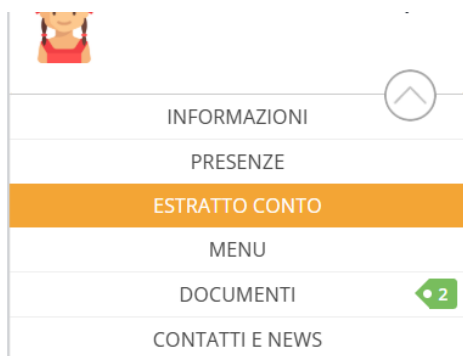 INFORMAZIONI
PRESENZE
ESTRATTO CONTO
MENU
DOCUMENTI 2
CONTATTI E NEWS